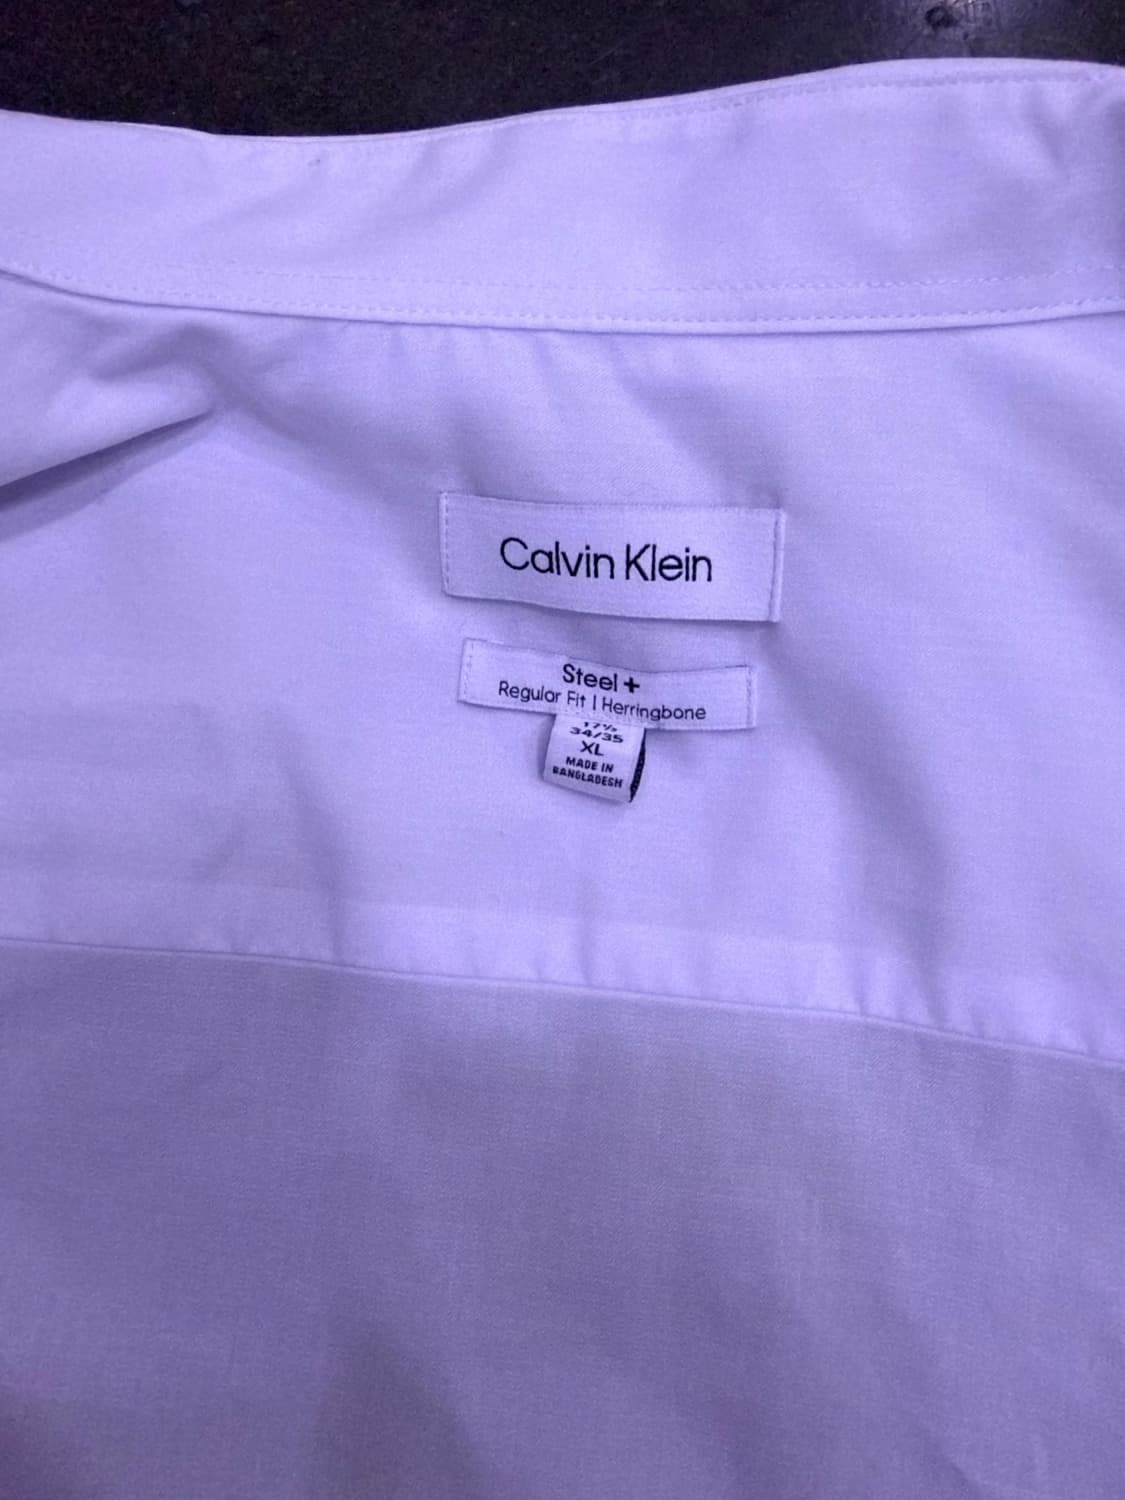 Calvin Klein
Steel +
Regular Fit | Herringbone
17½
34/35
XL
MADE IN
BANGLADESH